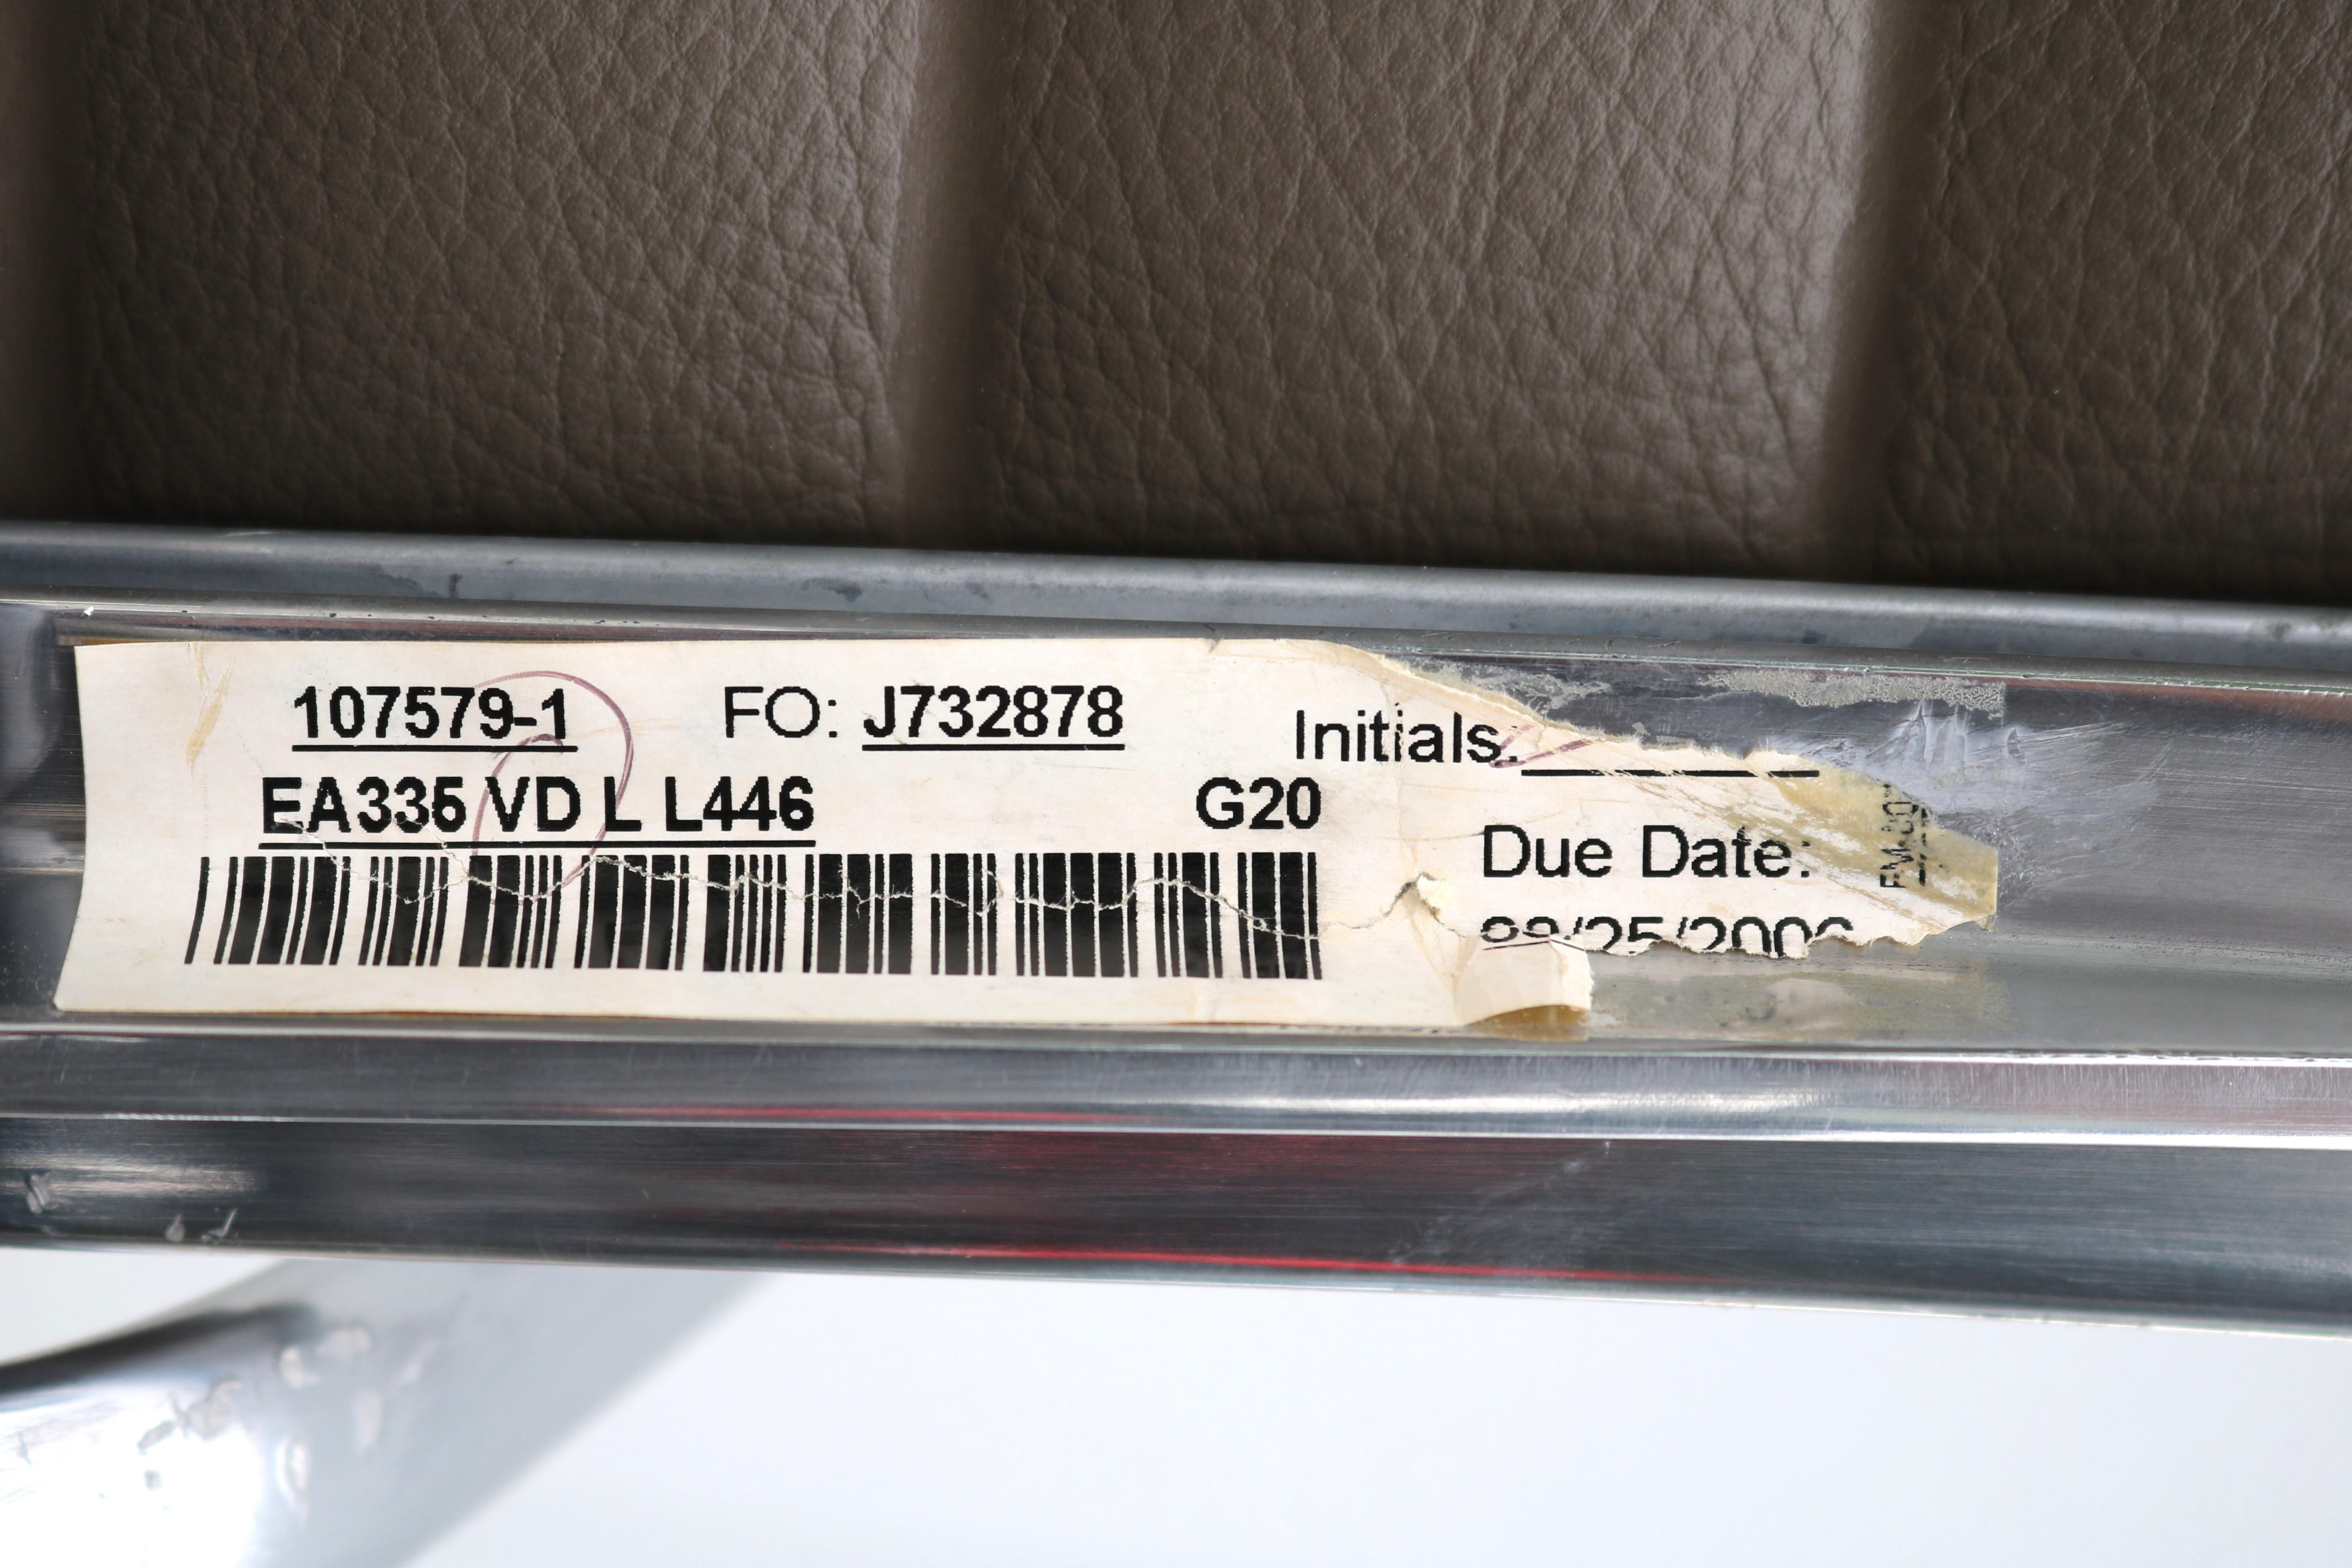 107579-1 FO: J732878 Initials:
EA335 VD L L446 G20
Due Date: